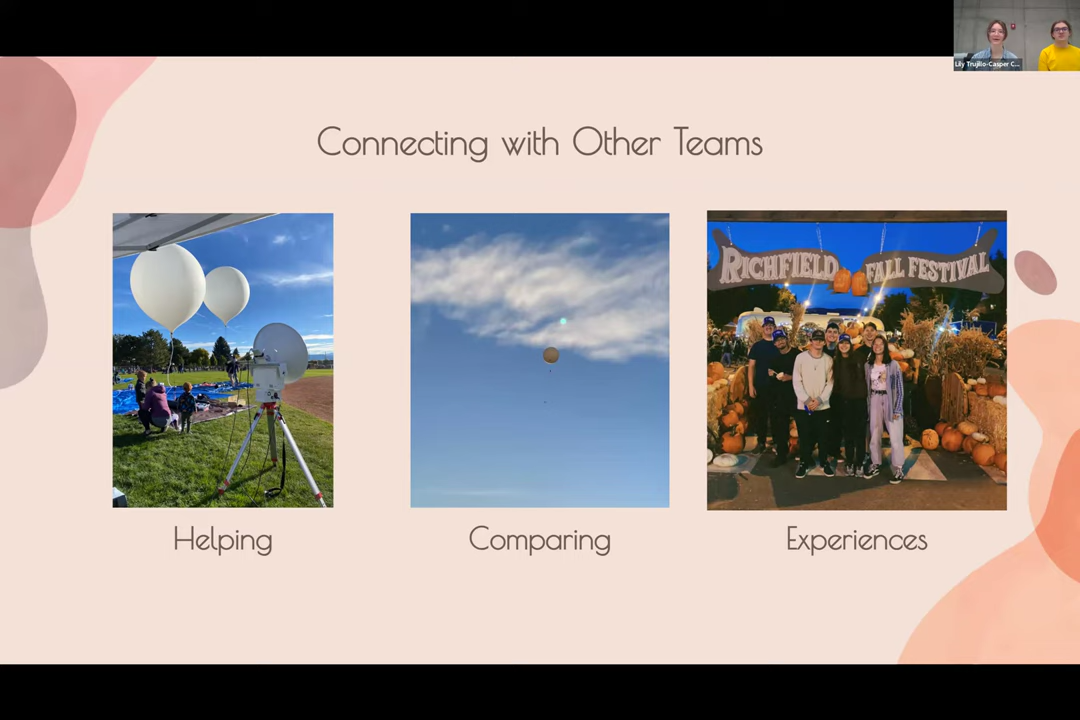 Lily Trujillo-Casper C...
Connecting with Other Teams
RICHFIELD FALL FESTIVAL
Helping
Comparing
Experiences